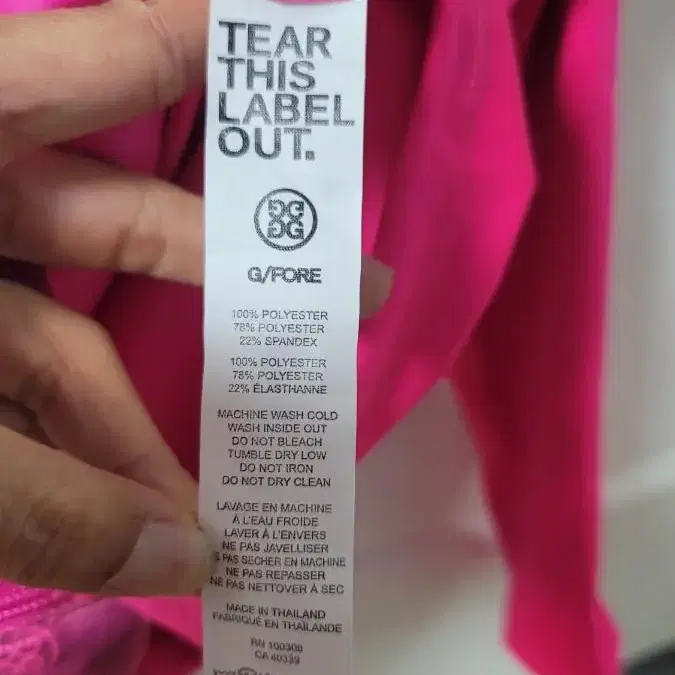 TEAR
THIS
LABEL
OUT.
GG
GG
G/FORE
100% POLYESTER
78% POLYESTER
22% SPANDEX
100% POLYESTER
78% POLYESTER
22% ÉLASTHANNE
MACHINE WASH COLD
WASH INSIDE OUT
DO NOT BLEACH
TUMBLE DRY LOW
DO NOT IRON
DO NOT DRY CLEAN
LAVAGE EN MACHINE
À L'EAU FROIDE
LAVER À L'ENVERS
NE PAS JAVELLISER
PAS SECHER EN MACHINE
NE PAS REPASSER
NE PAS NETTOYER A SEC
MADE IN THAILAND
FABRIQUÉ EN THAÏLANDE
RN 100308
CA 40339